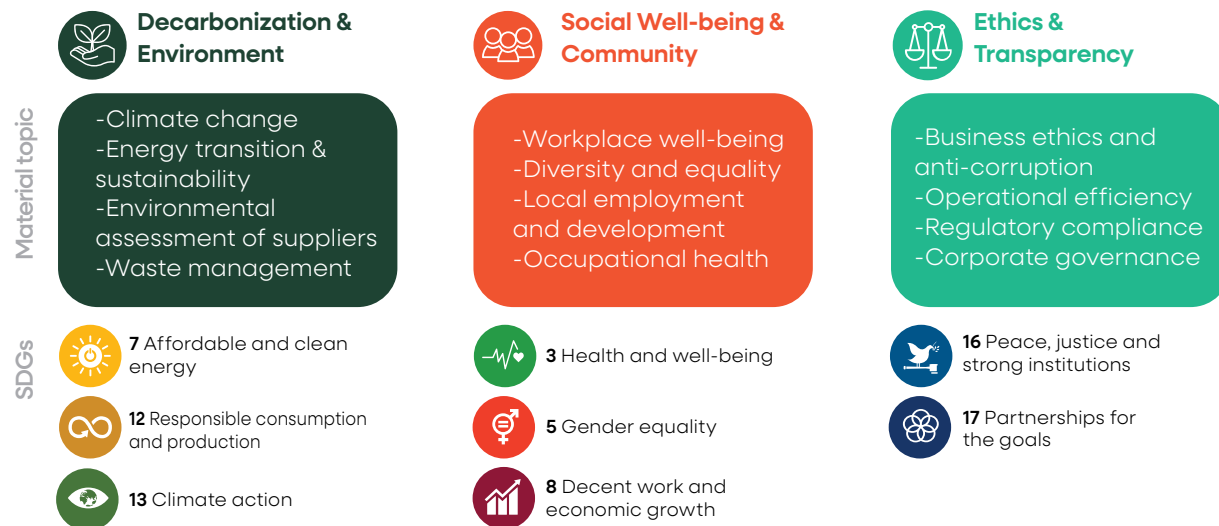 Decarbonization &
Environment
Social Well-being &
Community
Ethics &
Transparency
Material topic
-Climate change
-Energy transition &
sustainability
-Environmental
assessment of suppliers
-Waste management
-Workplace well-being
-Diversity and equality
-Local employment
and development
-Occupational health
-Business ethics and
anti-corruption
-Operational efficiency
-Regulatory compliance
-Corporate governance
SDGs
7 Affordable and clean
energy
12 Responsible consumption
and production
13 Climate action
3 Health and well-being
5 Gender equality
8 Decent work and
economic growth
16 Peace, justice and
strong institutions
17 Partnerships for
the goals